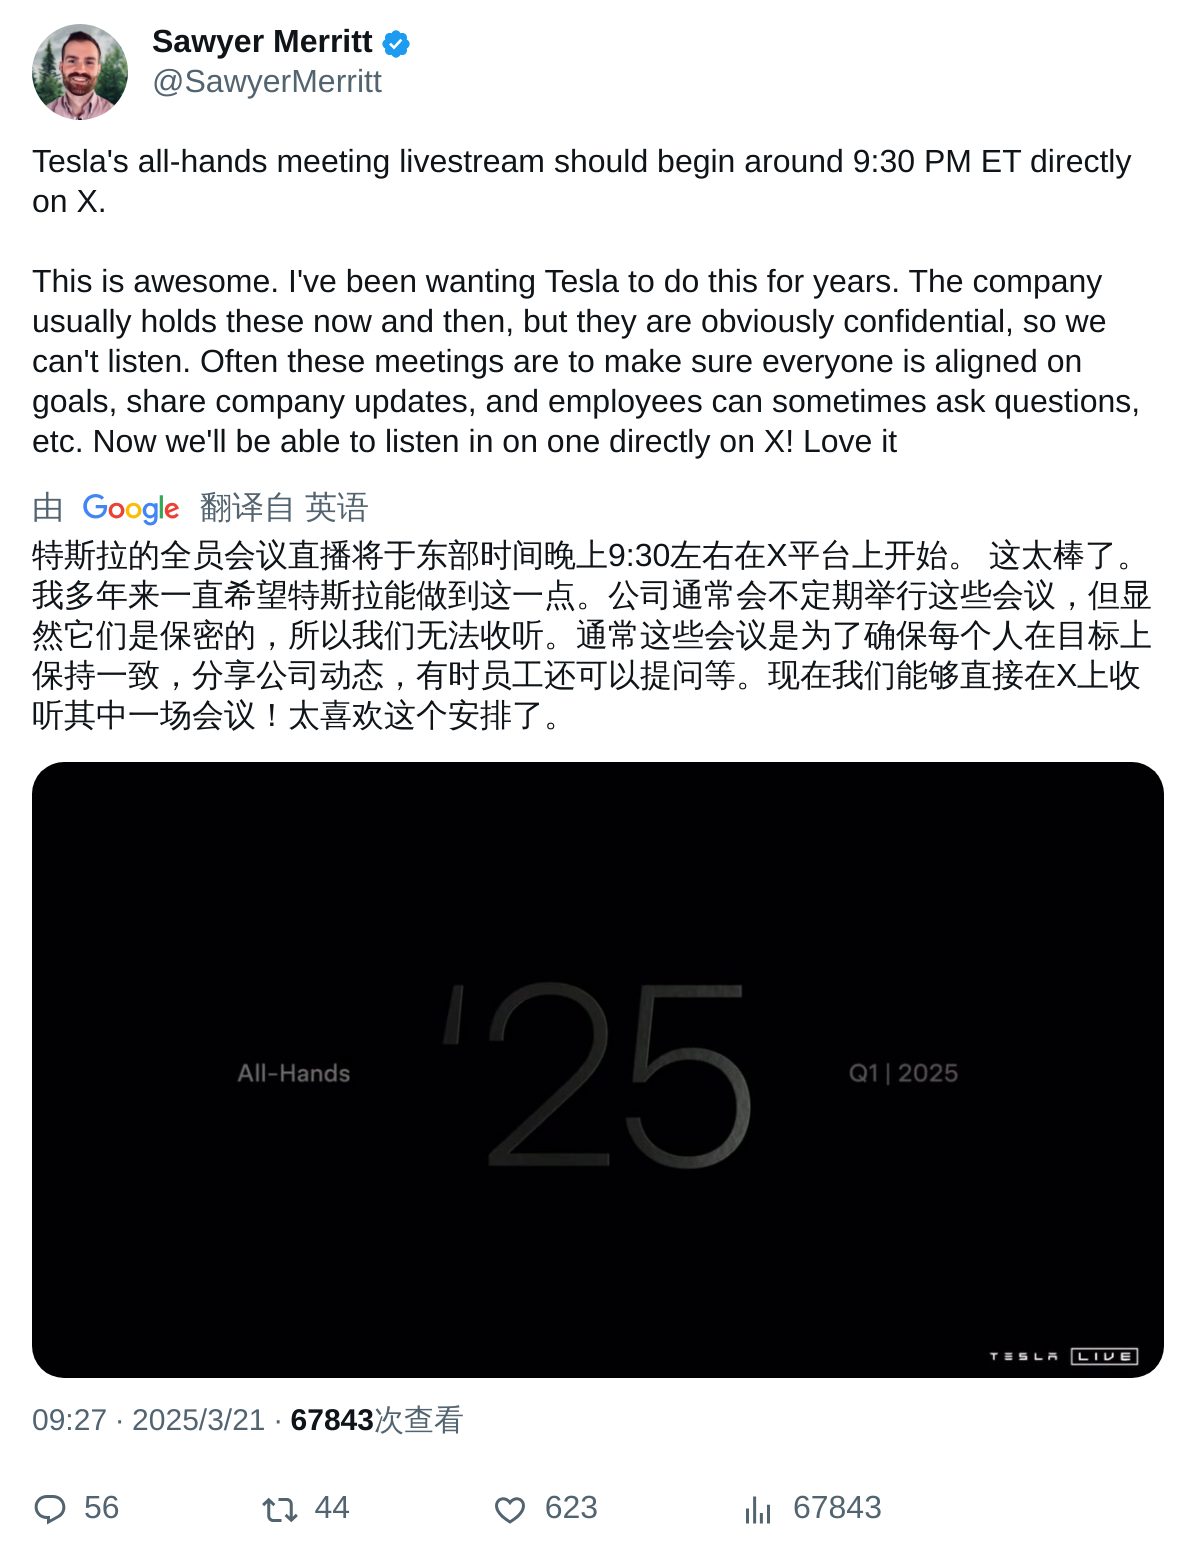 Sawyer Merritt
@SawyerMerritt
Tesla's all-hands meeting livestream should begin around 9:30 PM ET directly
on X.
This is awesome. I've been wanting Tesla to do this for years. The company
usually holds these now and then, but they are obviously confidential, so we
can't listen. Often these meetings are to make sure everyone is aligned on
goals, share company updates, and employees can sometimes ask questions,
etc. Now we'll be able to listen in on one directly on X! Love it
由 Google 翻译自 英语
特斯拉的全员会议直播将于东部时间晚上9:30左右在X平台上开始。 这太棒了。
我多年来一直希望特斯拉能做到这一点。公司通常会不定期举行这些会议，但显
然它们是保密的，所以我们无法收听。通常这些会议是为了确保每个人在目标上
保持一致，分享公司动态，有时员工还可以提问等。现在我们能够直接在X上收
听其中一场会议！太喜欢这个安排了。
All-Hands '25 Q1 | 2025
TESLA LIVE
09:27 · 2025/3/21 · 67843次查看
56 44 623 67843